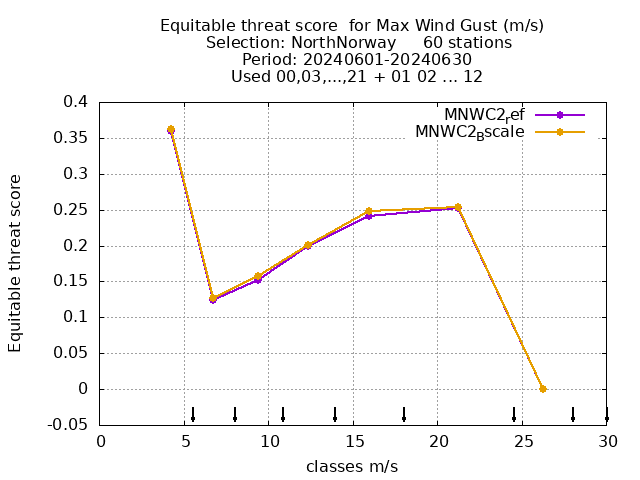 Equitable threat score for Max Wind Gust (m/s)
Selection: NorthNorway 60 stations
Period: 20240601-20240630
Used 00,03,...,21 + 01 02 ... 12
MNWC2ref
MNWC2Bscale
Equitable threat score
0.4
0.35
0.3
0.25
0.2
0.15
0.1
0.05
0
-0.05
0 5 10 15 20 25 30
classes m/s